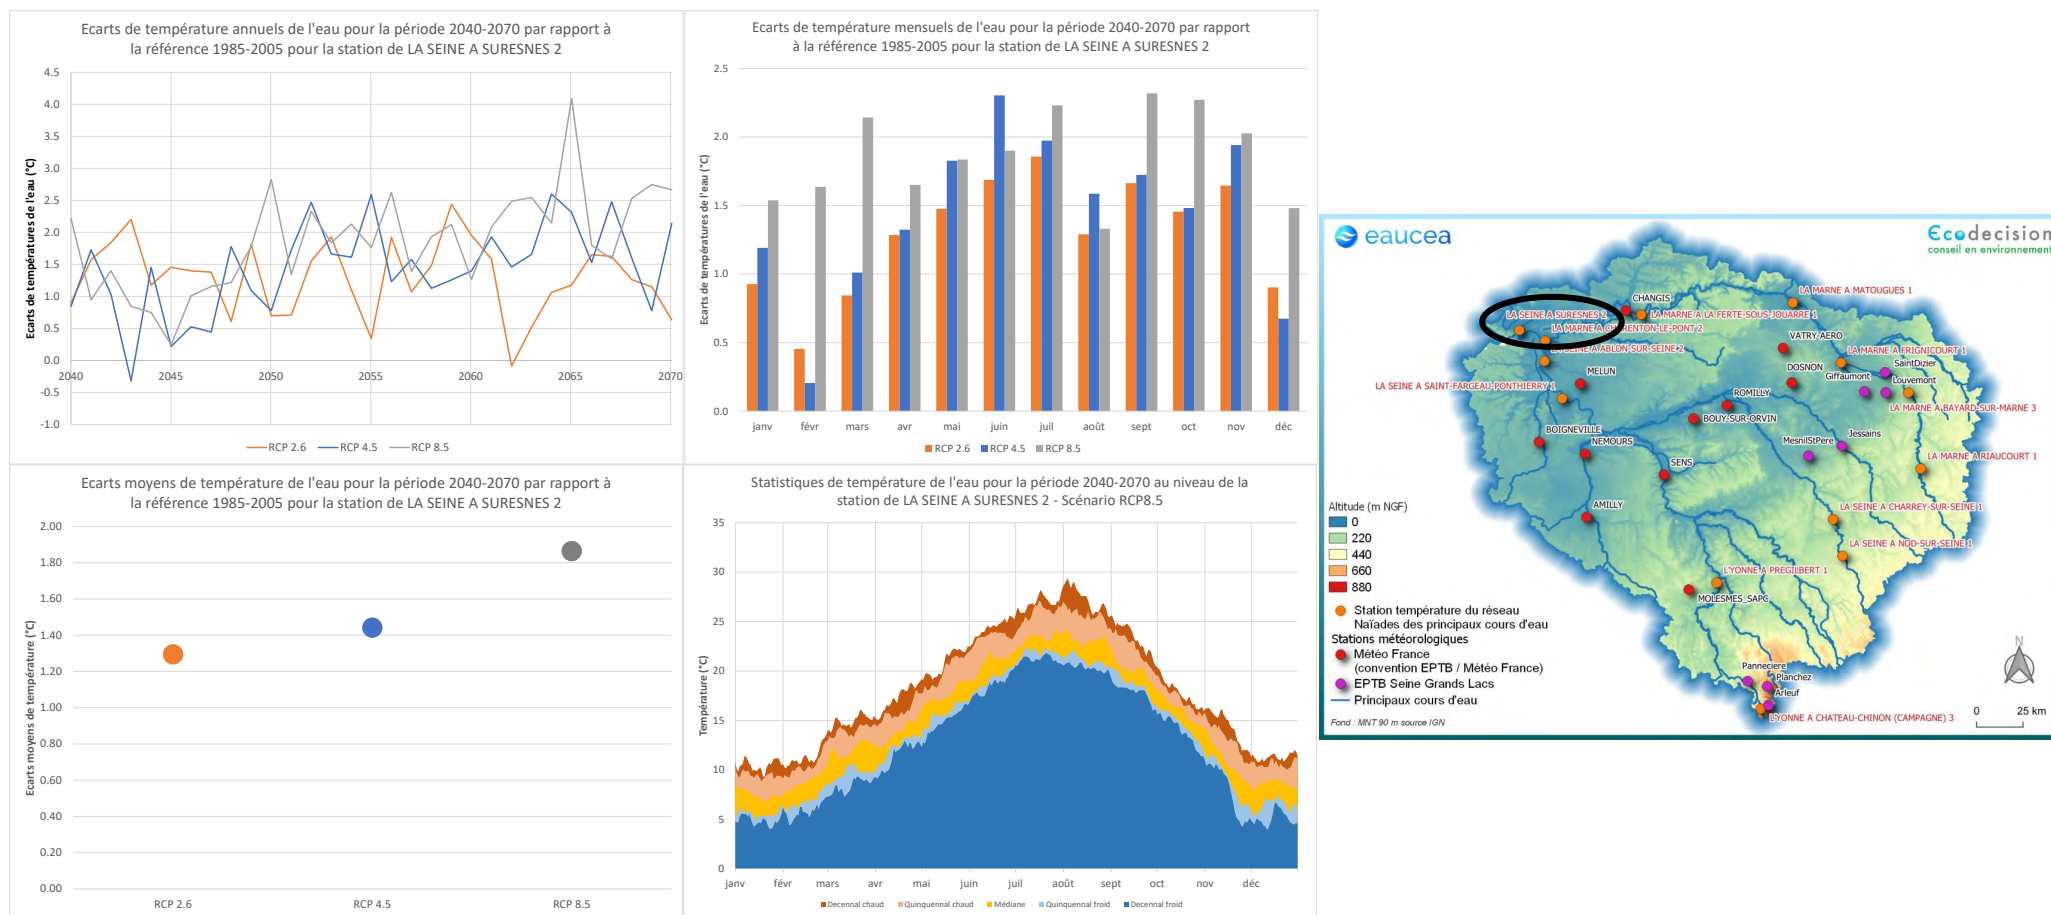 Ecarts de température annuels de l'eau pour la période 2040-2070 par rapport à
la référence 1985-2005 pour la station de LA SEINE A SURESNES 2
Ecarts de températures de l'eau (°C)
4.5
4.0
3.5
3.0
2.5
2.0
1.5
1.0
0.5
0.0
-0.5
-1.0
2040
2045
2050
2055
2060
2065
2070
RCP 2.6
RCP 4.5
RCP 8.5
Ecarts de température mensuels de l'eau pour la période 2040-2070 par rapport
à la référence 1985-2005 pour la station de LA SEINE A SURESNES 2
Ecarts de températures de l'eau (°C)
2.5
2.0
1.5
1.0
0.5
0.0
janv
févr
mars
avr
mai
juin
juil
août
sept
oct
nov
déc
RCP 2.6
RCP 4.5
RCP 8.5
Ecarts moyens de température de l'eau pour la période 2040-2070 par rapport à
la référence 1985-2005 pour la station de LA SEINE A SURESNES 2
Ecarts moyens de température (°C)
2.00
1.80
1.60
1.40
1.20
1.00
0.80
0.60
0.40
0.20
0.00
RCP 2.6
RCP 4.5
RCP 8.5
Statistiques de température de l'eau pour la période 2040-2070 au niveau de la
station de LA SEINE A SURESNES 2 - Scénario RCP8.5
Température (°C)
35
30
25
20
15
10
5
0
janv
févr
mars
avr
mai
juin
juil
août
sept
oct
nov
déc
Decennal chaud
Quinquennal chaud
Médiane
Quinquennal froid
Decennal froid
eaucea
Ecodecision
conseil en environnement
LA MARNE A MATOUGUES 1
CHANGIS
LA SEINE A SURESNES 2
LA MARNE A LA FERTE-SOUS-JOUARRE 1
LA MARNE A CHARENTON-LE-PONT 2
VATRY-AERO
LA SEINE A ABLON-SUR-SEINE 2
LA MARNE A FRIGNICOURT 1
SaintDizier
MELUN
DOSNON
Giffaumont
Louvemont
LA SEINE A SAINT-FARGEAU-PONTHIERRY 1
ROMILLY
LA MARNE A BAYARD-SUR-MARNE 3
BOUY-SUR-ORVIN
BOIGNEVILLE
NEMOURS
MesnilStPere
Jessains
LA MARNE A RIAUCOURT 1
SENS
AMILLY
LA SEINE A CHARREY-SUR-SEINE 1
LA SEINE A NOD-SUR-SEINE 1
L'YONNE A PREGILBERT 1
MOLESMES_SAPC
Panneciere
Planchez
Arleuf
L'YONNE A CHATEAU-CHINON (CAMPAGNE) 3
Altitude (m NGF)
0
220
440
660
880
Station température du réseau
Naïades des principaux cours d'eau
Stations météorologiques
Météo France
(convention EPTB / Météo France)
EPTB Seine Grands Lacs
Principaux cours d'eau
Fond : MNT 90 m source IGN
N
0
25 km